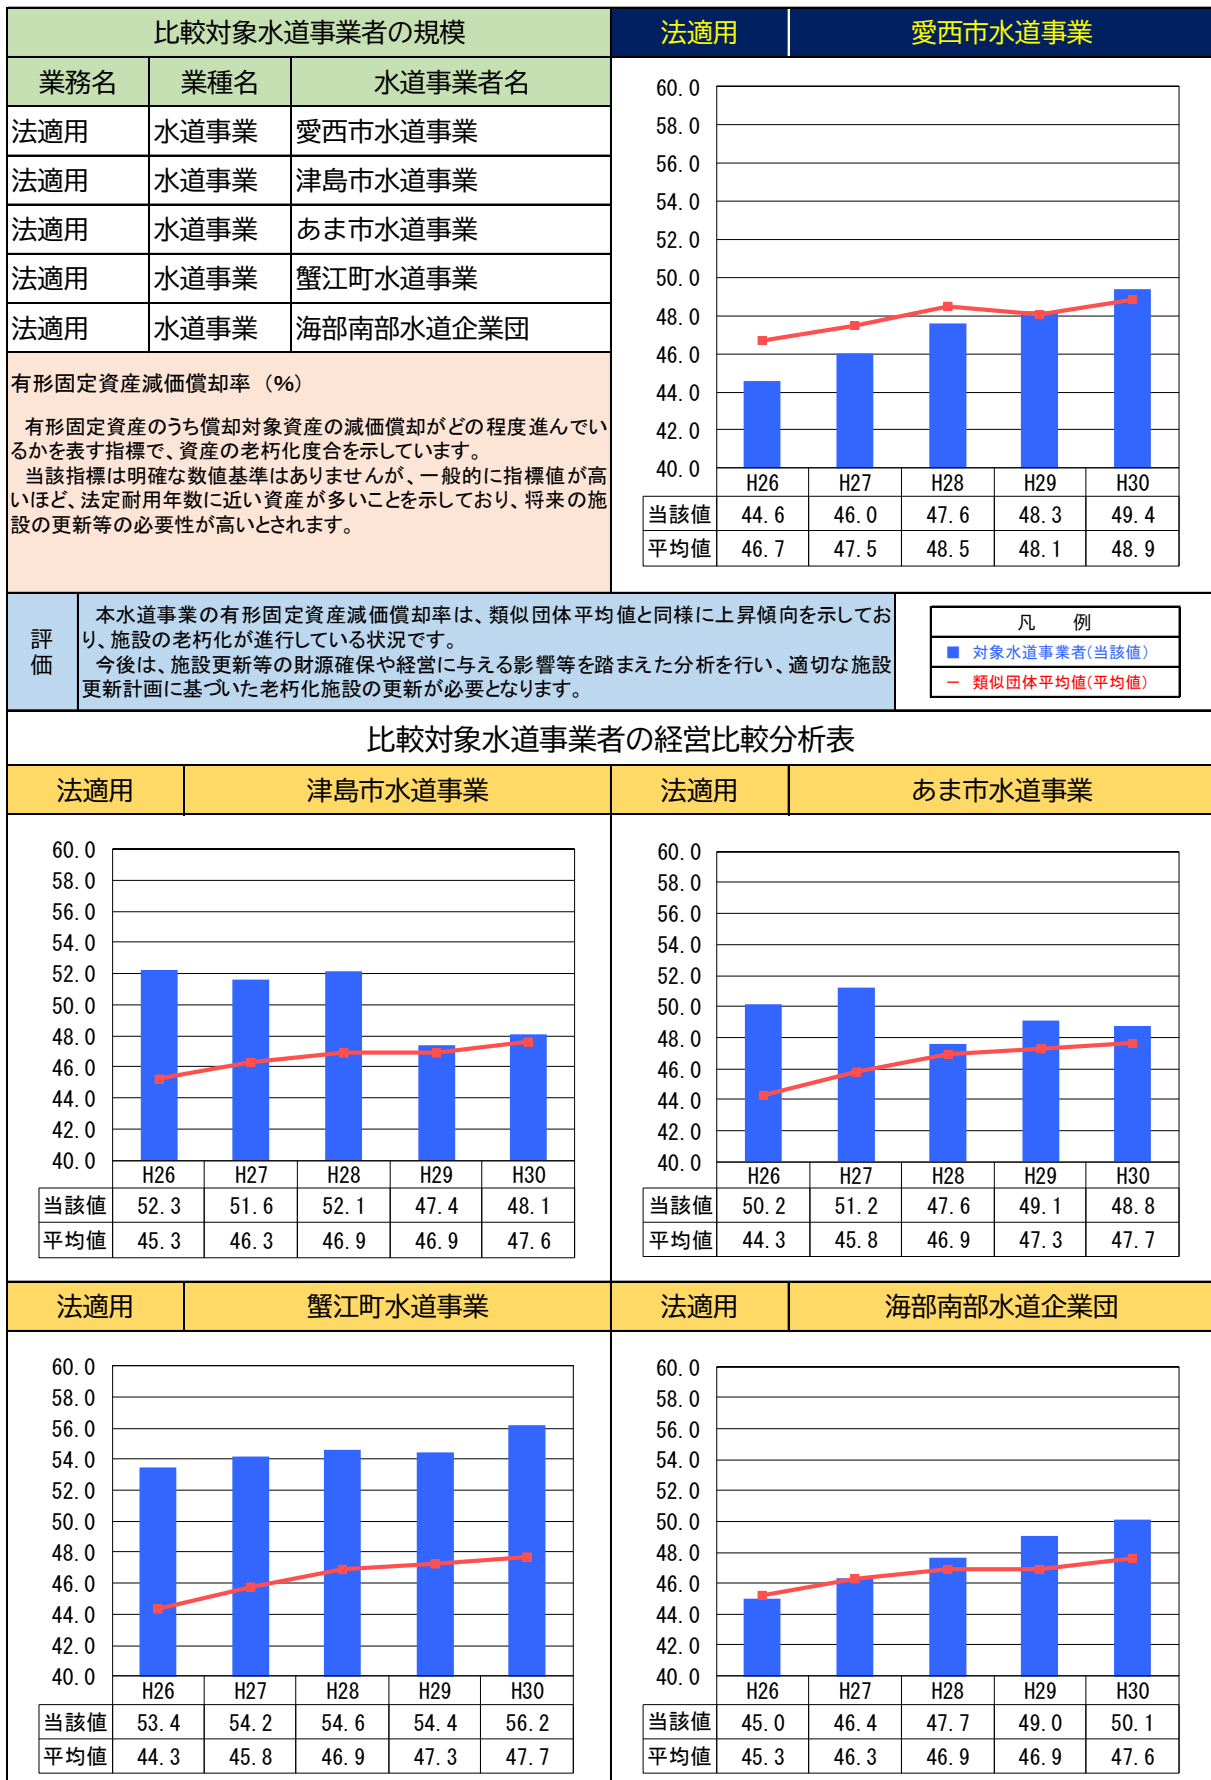 比較対象水道事業者の規模
業務名 業種名 水道事業者名
法適用 水道事業 愛西市水道事業
法適用 水道事業 津島市水道事業
法適用 水道事業 あま市水道事業
法適用 水道事業 蟹江町水道事業
法適用 水道事業 海部南部水道企業団
有形固定資産減価償却率（％）
有形固定資産のうち償却対象資産の減価償却がどの程度進んでい
るかを表す指標で、資産の老朽化度合を示しています。
当該指標は明確な数値基準はありませんが、一般的に指標値が高
いほど、法定耐用年数に近い資産が多いことを示しており、将来の施
設の更新等の必要性が高いとされます。
法適用 愛西市水道事業
60.0
58.0
56.0
54.0
52.0
50.0
48.0
46.0
44.0
42.0
40.0
H26 H27 H28 H29 H30
当該値 44.6 46.0 47.6 48.3 49.4
平均値 46.7 47.5 48.5 48.1 48.9
評価
本水道事業の有形固定資産減価償却率は、類似団体平均値と同様に上昇傾向を示してお
り、施設の老朽化が進行している状況です。
今後は、施設更新等の財源確保や経営に与える影響等を踏まえた分析を行い、適切な施設
更新計画に基づいた老朽化施設の更新が必要となります。
凡 例
■ 対象水道事業者(当該値)
― 類似団体平均値(平均値)
比較対象水道事業者の経営比較分析表
法適用 津島市水道事業
60.0
58.0
56.0
54.0
52.0
50.0
48.0
46.0
44.0
42.0
40.0
H26 H27 H28 H29 H30
当該値 52.3 51.6 52.1 47.4 48.1
平均値 45.3 46.3 46.9 46.9 47.6
法適用 あま市水道事業
60.0
58.0
56.0
54.0
52.0
50.0
48.0
46.0
44.0
42.0
40.0
H26 H27 H28 H29 H30
当該値 50.2 51.2 47.6 49.1 48.8
平均値 44.3 45.8 46.9 47.3 47.7
法適用 蟹江町水道事業
60.0
58.0
56.0
54.0
52.0
50.0
48.0
46.0
44.0
42.0
40.0
H26 H27 H28 H29 H30
当該値 53.4 54.2 54.6 54.4 56.2
平均値 44.3 45.8 46.9 47.3 47.7
法適用 海部南部水道企業団
60.0
58.0
56.0
54.0
52.0
50.0
48.0
46.0
44.0
42.0
40.0
H26 H27 H28 H29 H30
当該値 45.0 46.4 47.7 49.0 50.1
平均値 45.3 46.3 46.9 46.9 47.6